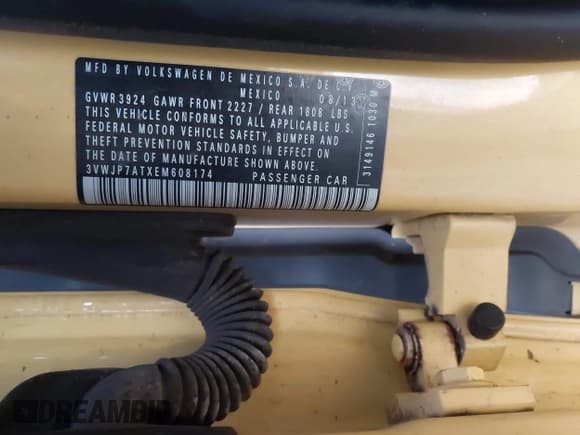 MFD BY VOLKSWAGEN DE MEXICO S.A. DE C.V.
MEXICO 08/13
GVWR 3924 GAWR FRONT 2227 / REAR 1808 LBS
THIS VEHICLE CONFORMS TO ALL APPLICABLE U.S.
FEDERAL MOTOR VEHICLE SAFETY, BUMPER AND
THEFT PREVENTION STANDARDS IN EFFECT ON
DATE OF MANUFACTURE SHOWN ABOVE.
3VWJP7ATXEM608174 PASSENGER CAR
3149146 1030 M
DREAMBID